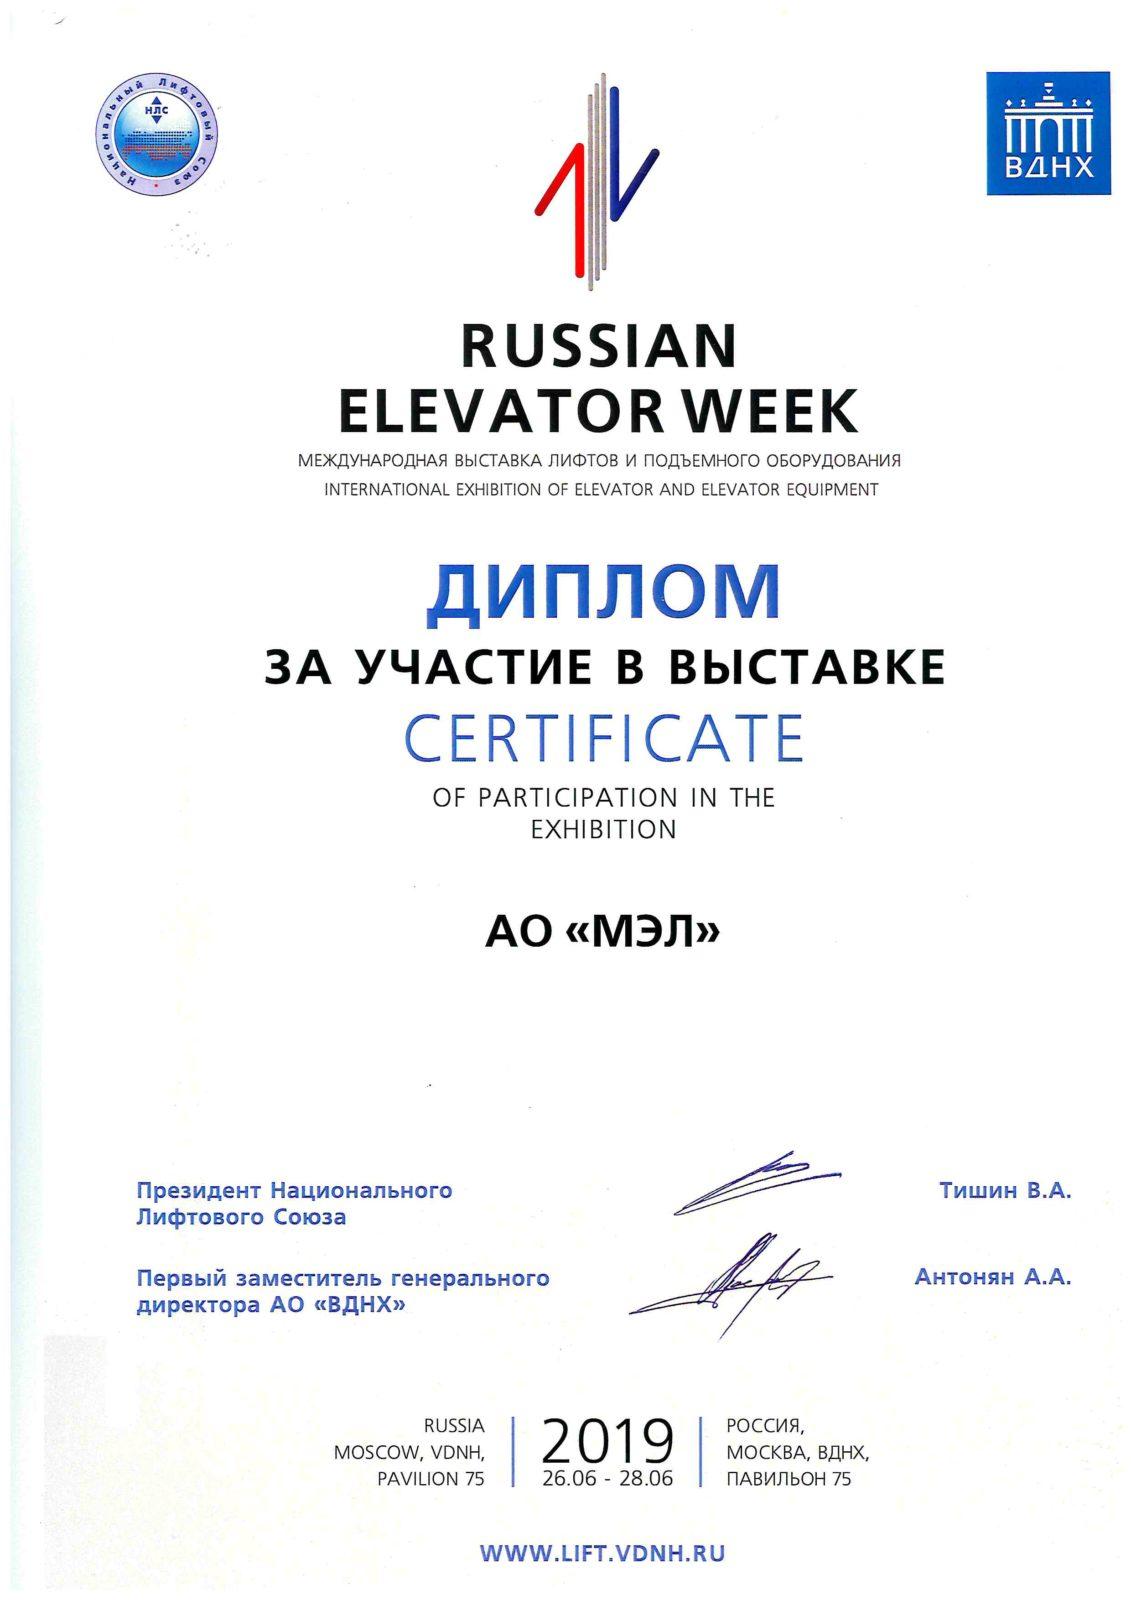 Национальный Лифтовый Союз
НЛС
ВДНХ
RUSSIAN
ELEVATOR WEEK
МЕЖДУНАРОДНАЯ ВЫСТАВКА ЛИФТОВ И ПОДЪЕМНОГО ОБОРУДОВАНИЯ
INTERNATIONAL EXHIBITION OF ELEVATOR AND ELEVATOR EQUIPMENT
ДИПЛОМ
ЗА УЧАСТИЕ В ВЫСТАВКЕ
CERTIFICATE
OF PARTICIPATION IN THE
EXHIBITION
АО «МЭЛ»
Президент Национального
Лифтового Союза
Тишин В.А.
Первый заместитель генерального
директора АО «ВДНХ»
Антонян А.А.
RUSSIA
MOSCOW, VDNH,
PAVILION 75
2019
26.06 - 28.06
РОССИЯ,
МОСКВА, ВДНХ,
ПАВИЛЬОН 75
WWW.LIFT.VDNH.RU